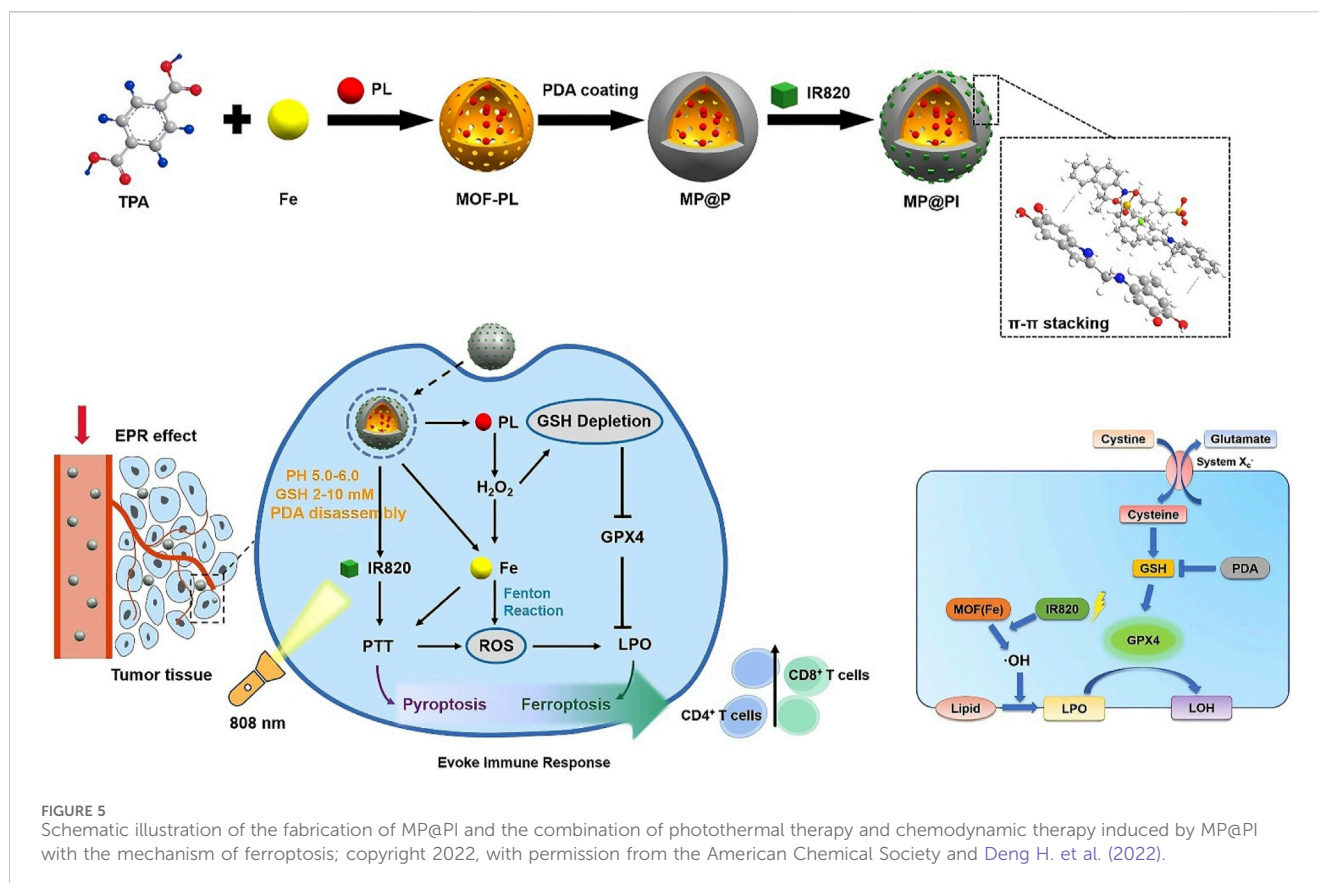 PL
PDA coating
IR820
TPA
Fe
MOF-PL
MP@P
MP@PI
π-π stacking
EPR effect
Tumor tissue
808 nm
PL
GSH Depletion
PH 5.0-6.0
GSH 2-10 mM
PDA disassembly
H₂O₂
GPX4
IR820
Fe
Fenton
Reaction
PTT
ROS
LPO
Pyroptosis
Ferroptosis
CD8⁺ T cells
CD4⁺ T cells
Evoke Immune Response
Cystine
Glutamate
System Xc⁻
Cysteine
GSH
PDA
MOF(Fe)
IR820
GPX4
·OH
Lipid
LPO
LOH
FIGURE 5
Schematic illustration of the fabrication of MP@PI and the combination of photothermal therapy and chemodynamic therapy induced by MP@PI
with the mechanism of ferroptosis; copyright 2022, with permission from the American Chemical Society and Deng H. et al. (2022).